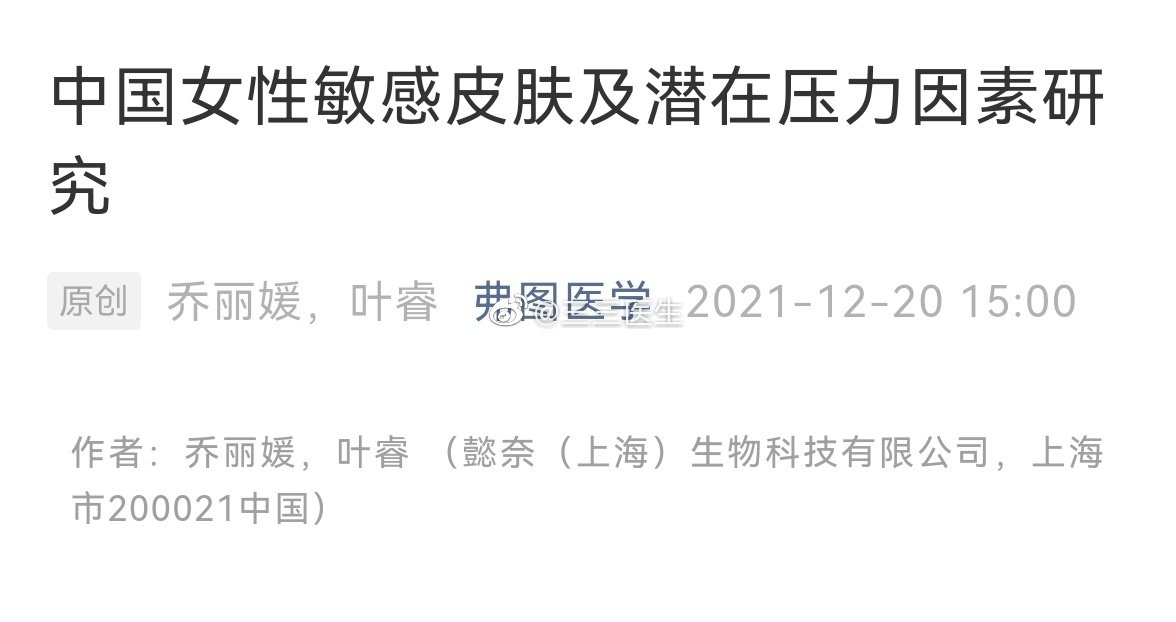 中国女性敏感皮肤及潜在压力因素研
究
原创 乔丽媛，叶睿 弗图医学 2021-12-20 15:00
@三三医生
作者：乔丽媛，叶睿 （懿奈（上海）生物科技有限公司，上海
市200021中国）